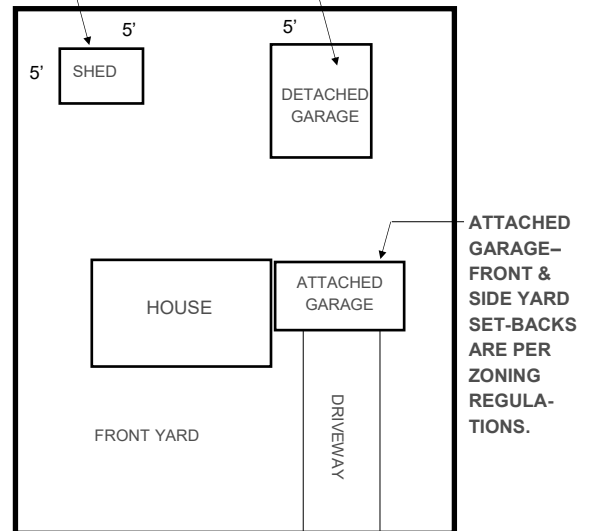 5’
5’
5’
SHED
DETACHED
GARAGE
ATTACHED
GARAGE–
FRONT &
SIDE YARD
SET-BACKS
ARE PER
ZONING
REGULA-
TIONS.
HOUSE
ATTACHED
GARAGE
DRIVEWAY
FRONT YARD